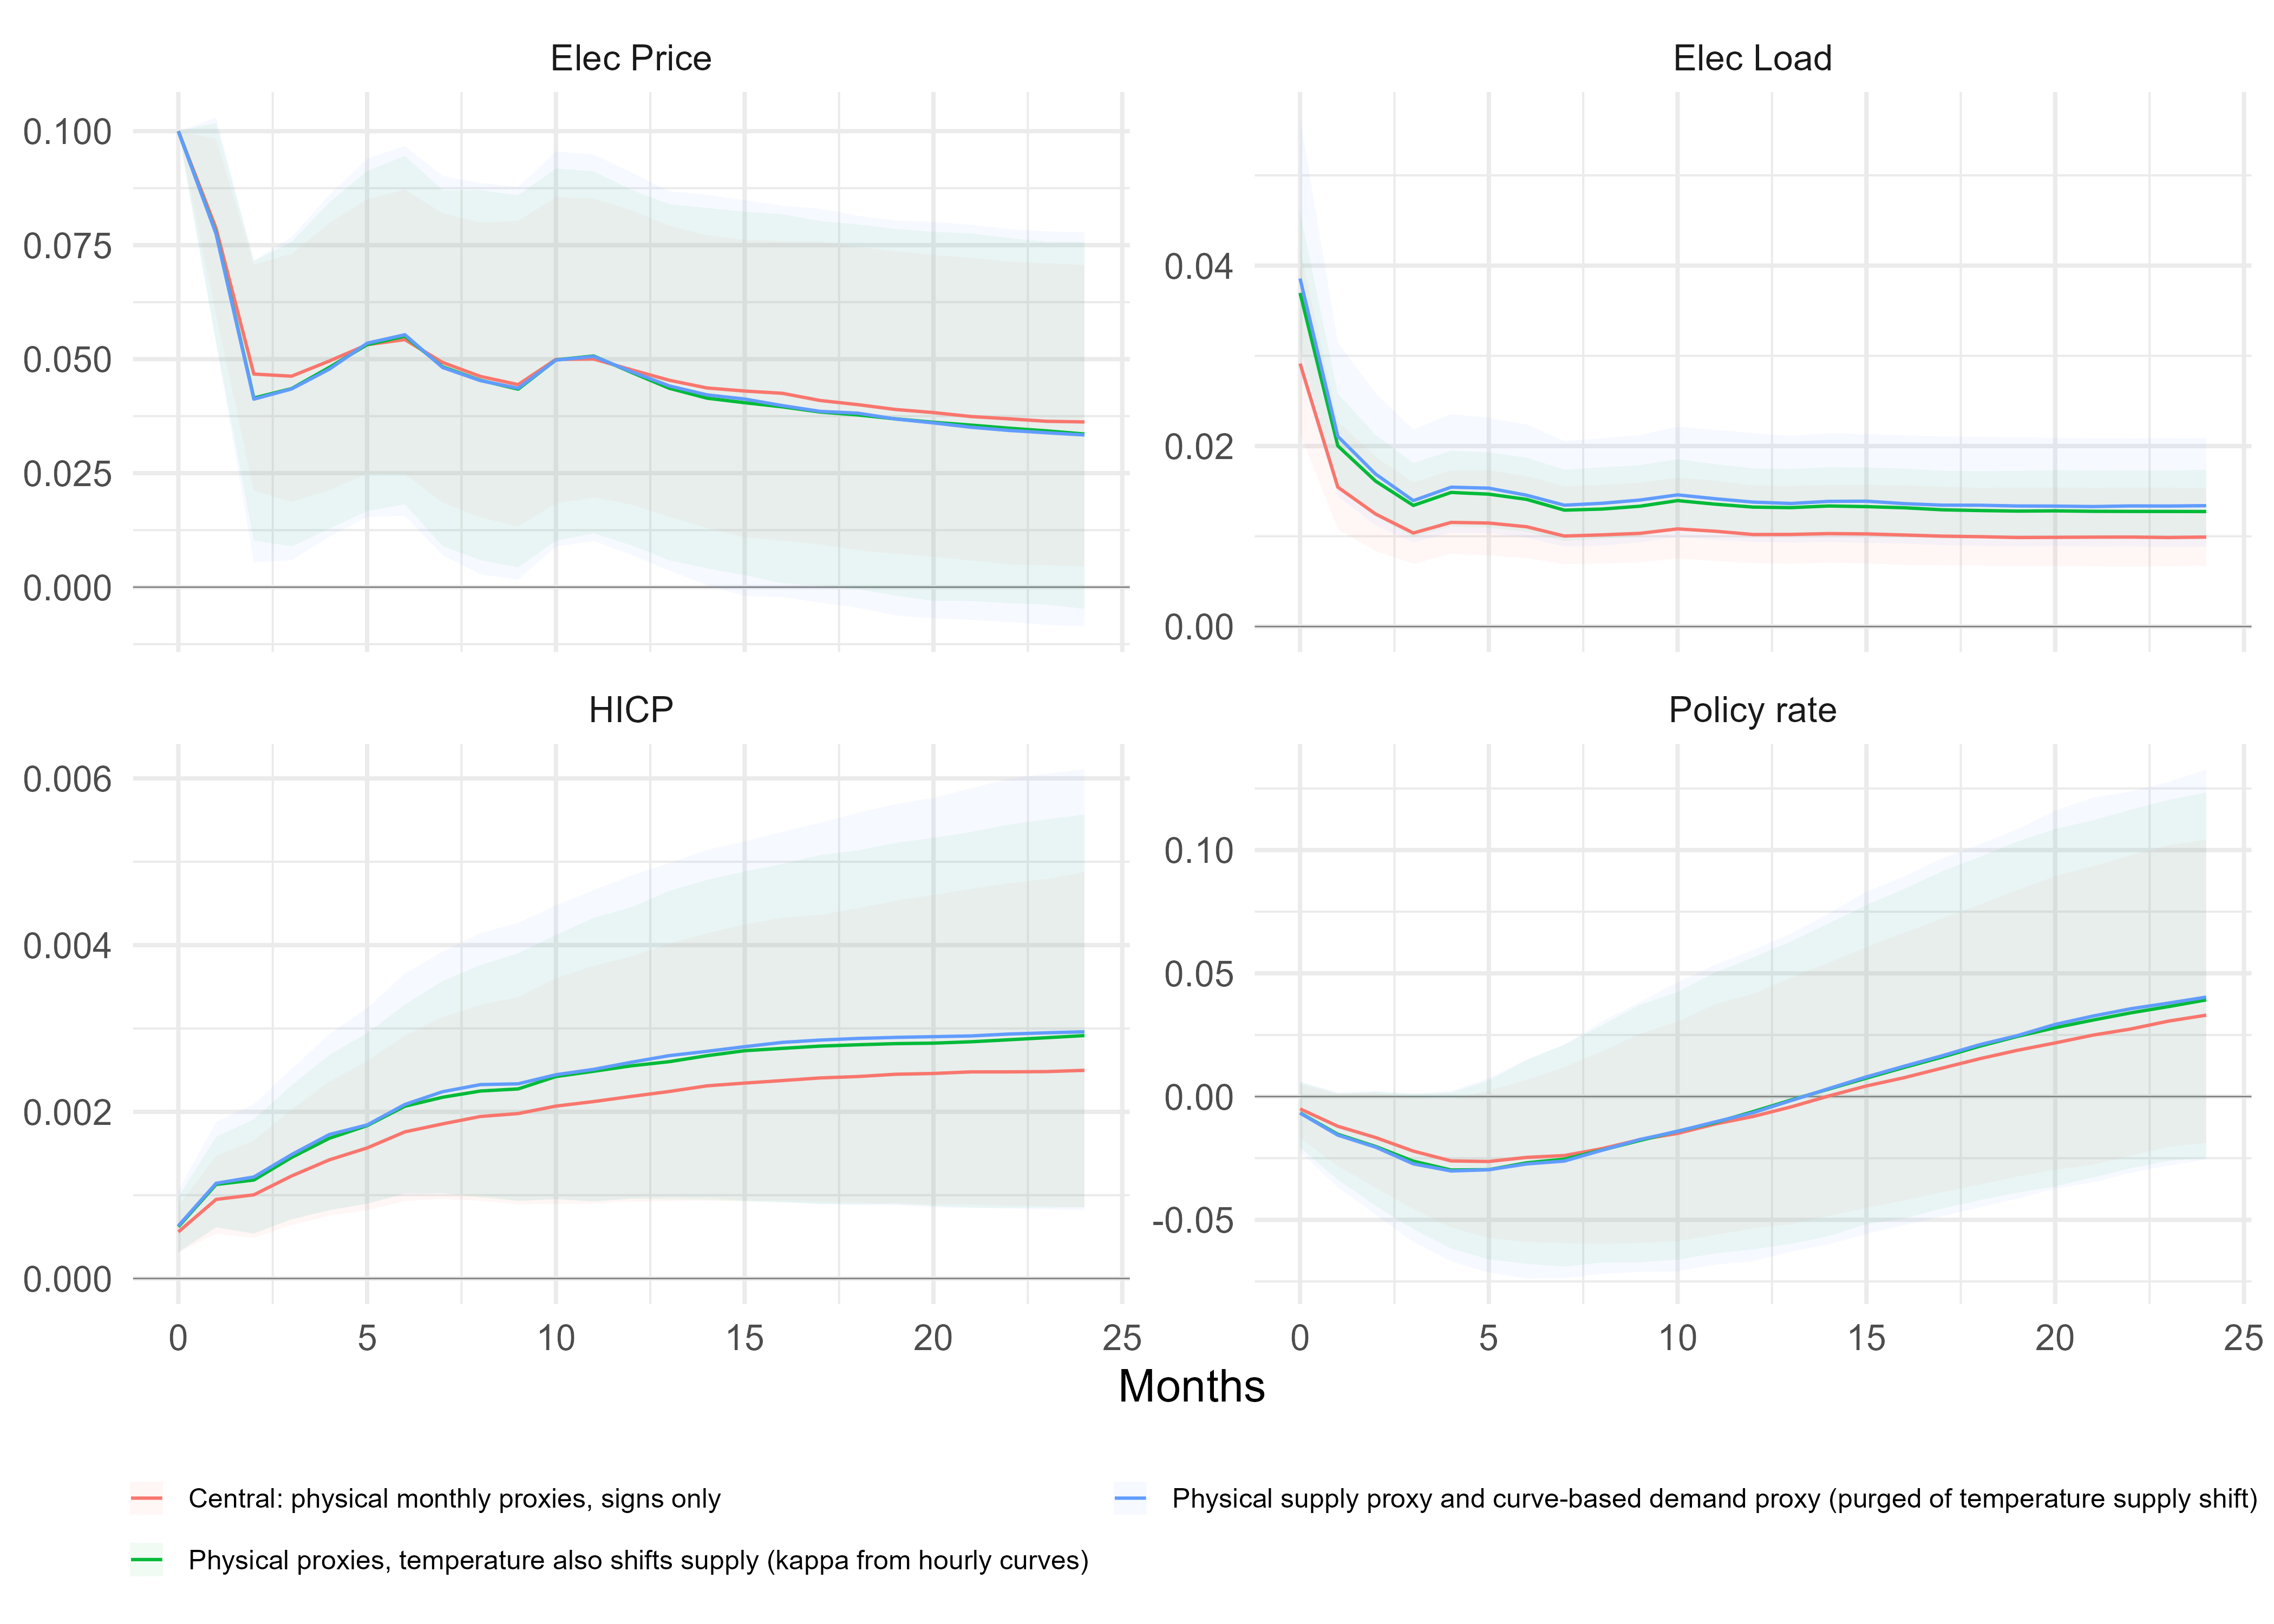 Elec Price
Elec Load
0.100
0.075
0.050
0.025
0.000
0.04
0.02
0.00
HICP
Policy rate
0.006
0.004
0.002
0.000
0.10
0.05
0.00
-0.05
0 5 10 15 20 25
0 5 10 15 20 25
Months
Central: physical monthly proxies, signs only
Physical supply proxy and curve-based demand proxy (purged of temperature supply shift)
Physical proxies, temperature also shifts supply (kappa from hourly curves)